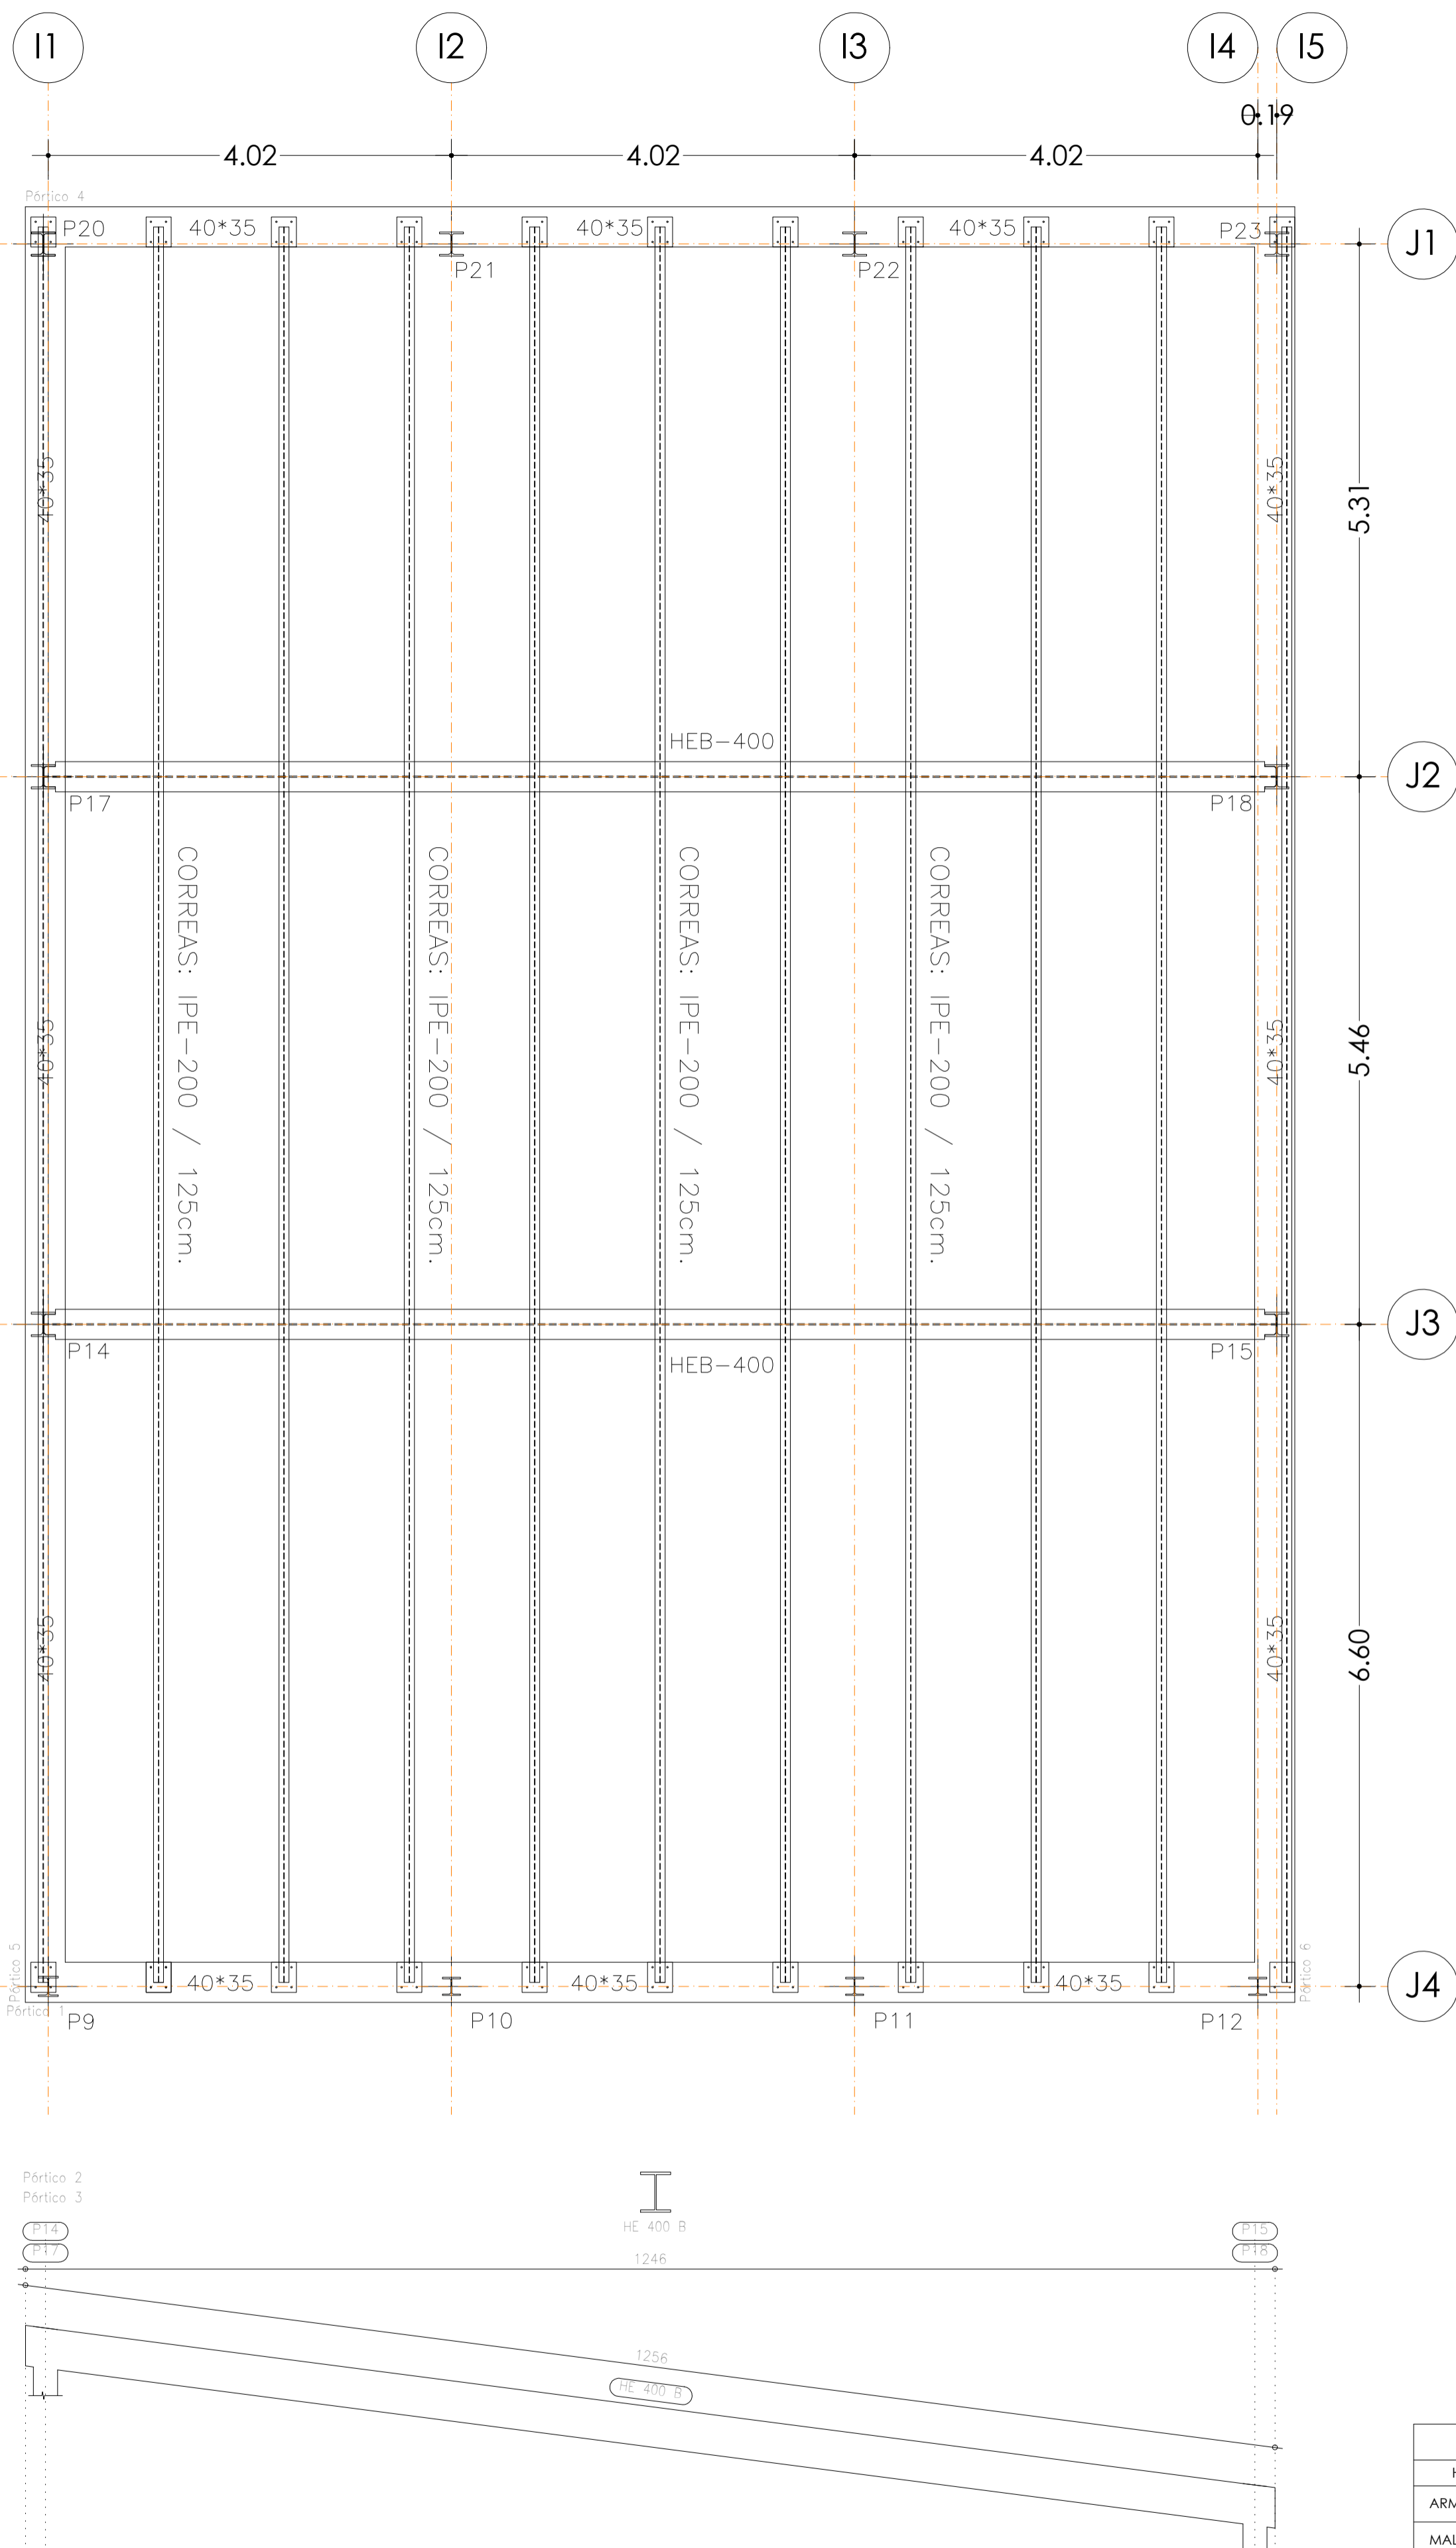 I1 I2 I3 I4 I5
0.19
4.02 4.02 4.02
Pórtico 4
P20 40*35 40*35 40*35 P23
J1
P21 P22
40*35 40*35
5.31
HEB-400
J2
P17 P18
CORREAS: IPE-200 / 125cm.
CORREAS: IPE-200 / 125cm.
CORREAS: IPE-200 / 125cm.
CORREAS: IPE-200 / 125cm.
40*35 40*35
5.46
J3
P14 P15
HEB-400
40*35 40*35
6.60
Pórtico 5
Pórtico 6
40*35 40*35 40*35
J4
Pórtico 1
P9 P10 P11 P12
Pórtico 2
Pórtico 3
HE 400 B
P14 P15
P17 P18
1246
1256
HE 400 B
H
ARM